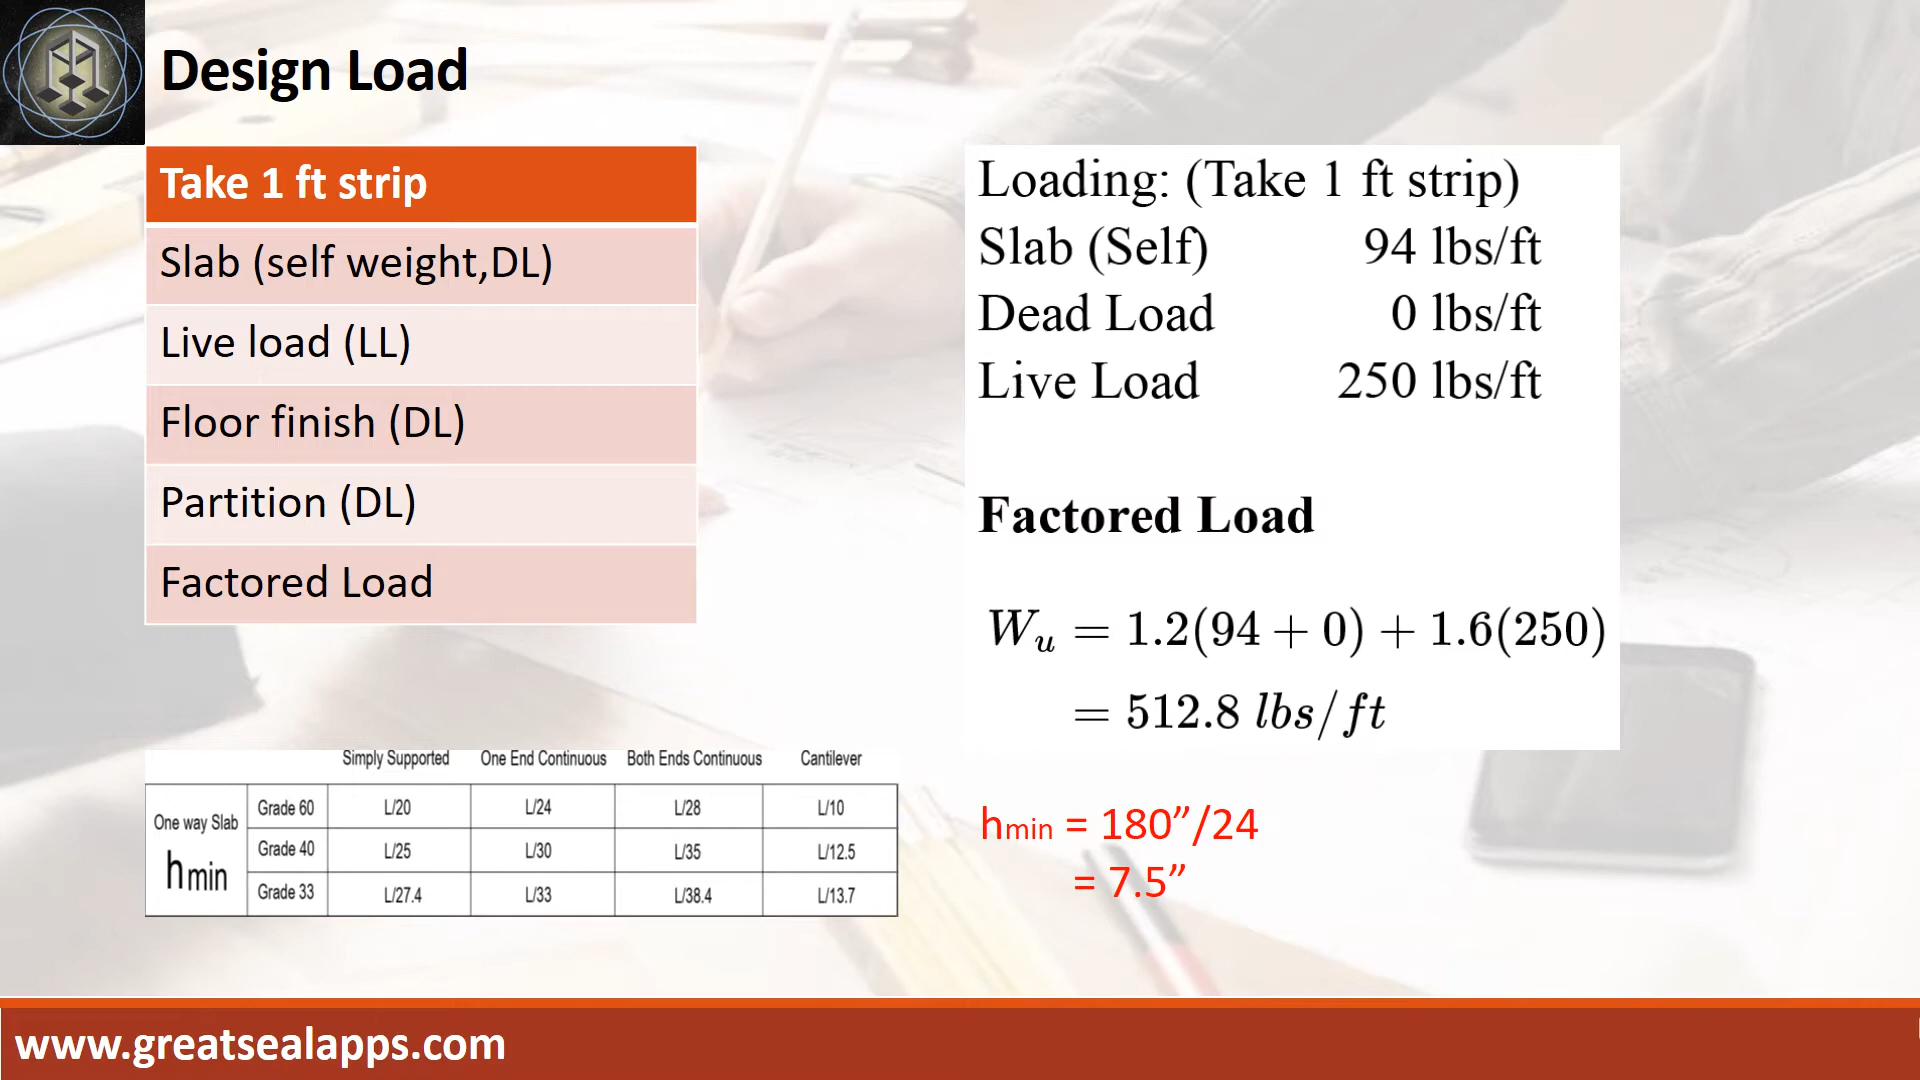 Design Load
Take 1 ft strip
Slab (self weight,DL)
Live load (LL)
Floor finish (DL)
Partition (DL)
Factored Load
Loading: (Take 1 ft strip)
Slab (Self) 94 lbs/ft
Dead Load 0 lbs/ft
Live Load 250 lbs/ft
Factored Load
Wu = 1.2(94 + 0) + 1.6(250)
= 512.8 lbs/ft
Simply Supported One End Continuous Both Ends Continuous Cantilever
One way Slab hmin
Grade 60 L/20 L/24 L/28 L/10
Grade 40 L/25 L/30 L/35 L/12.5
Grade 33 L/27.4 L/33 L/38.4 L/13.7
hmin = 180”/24
= 7.5”
www.greatsealapps.com